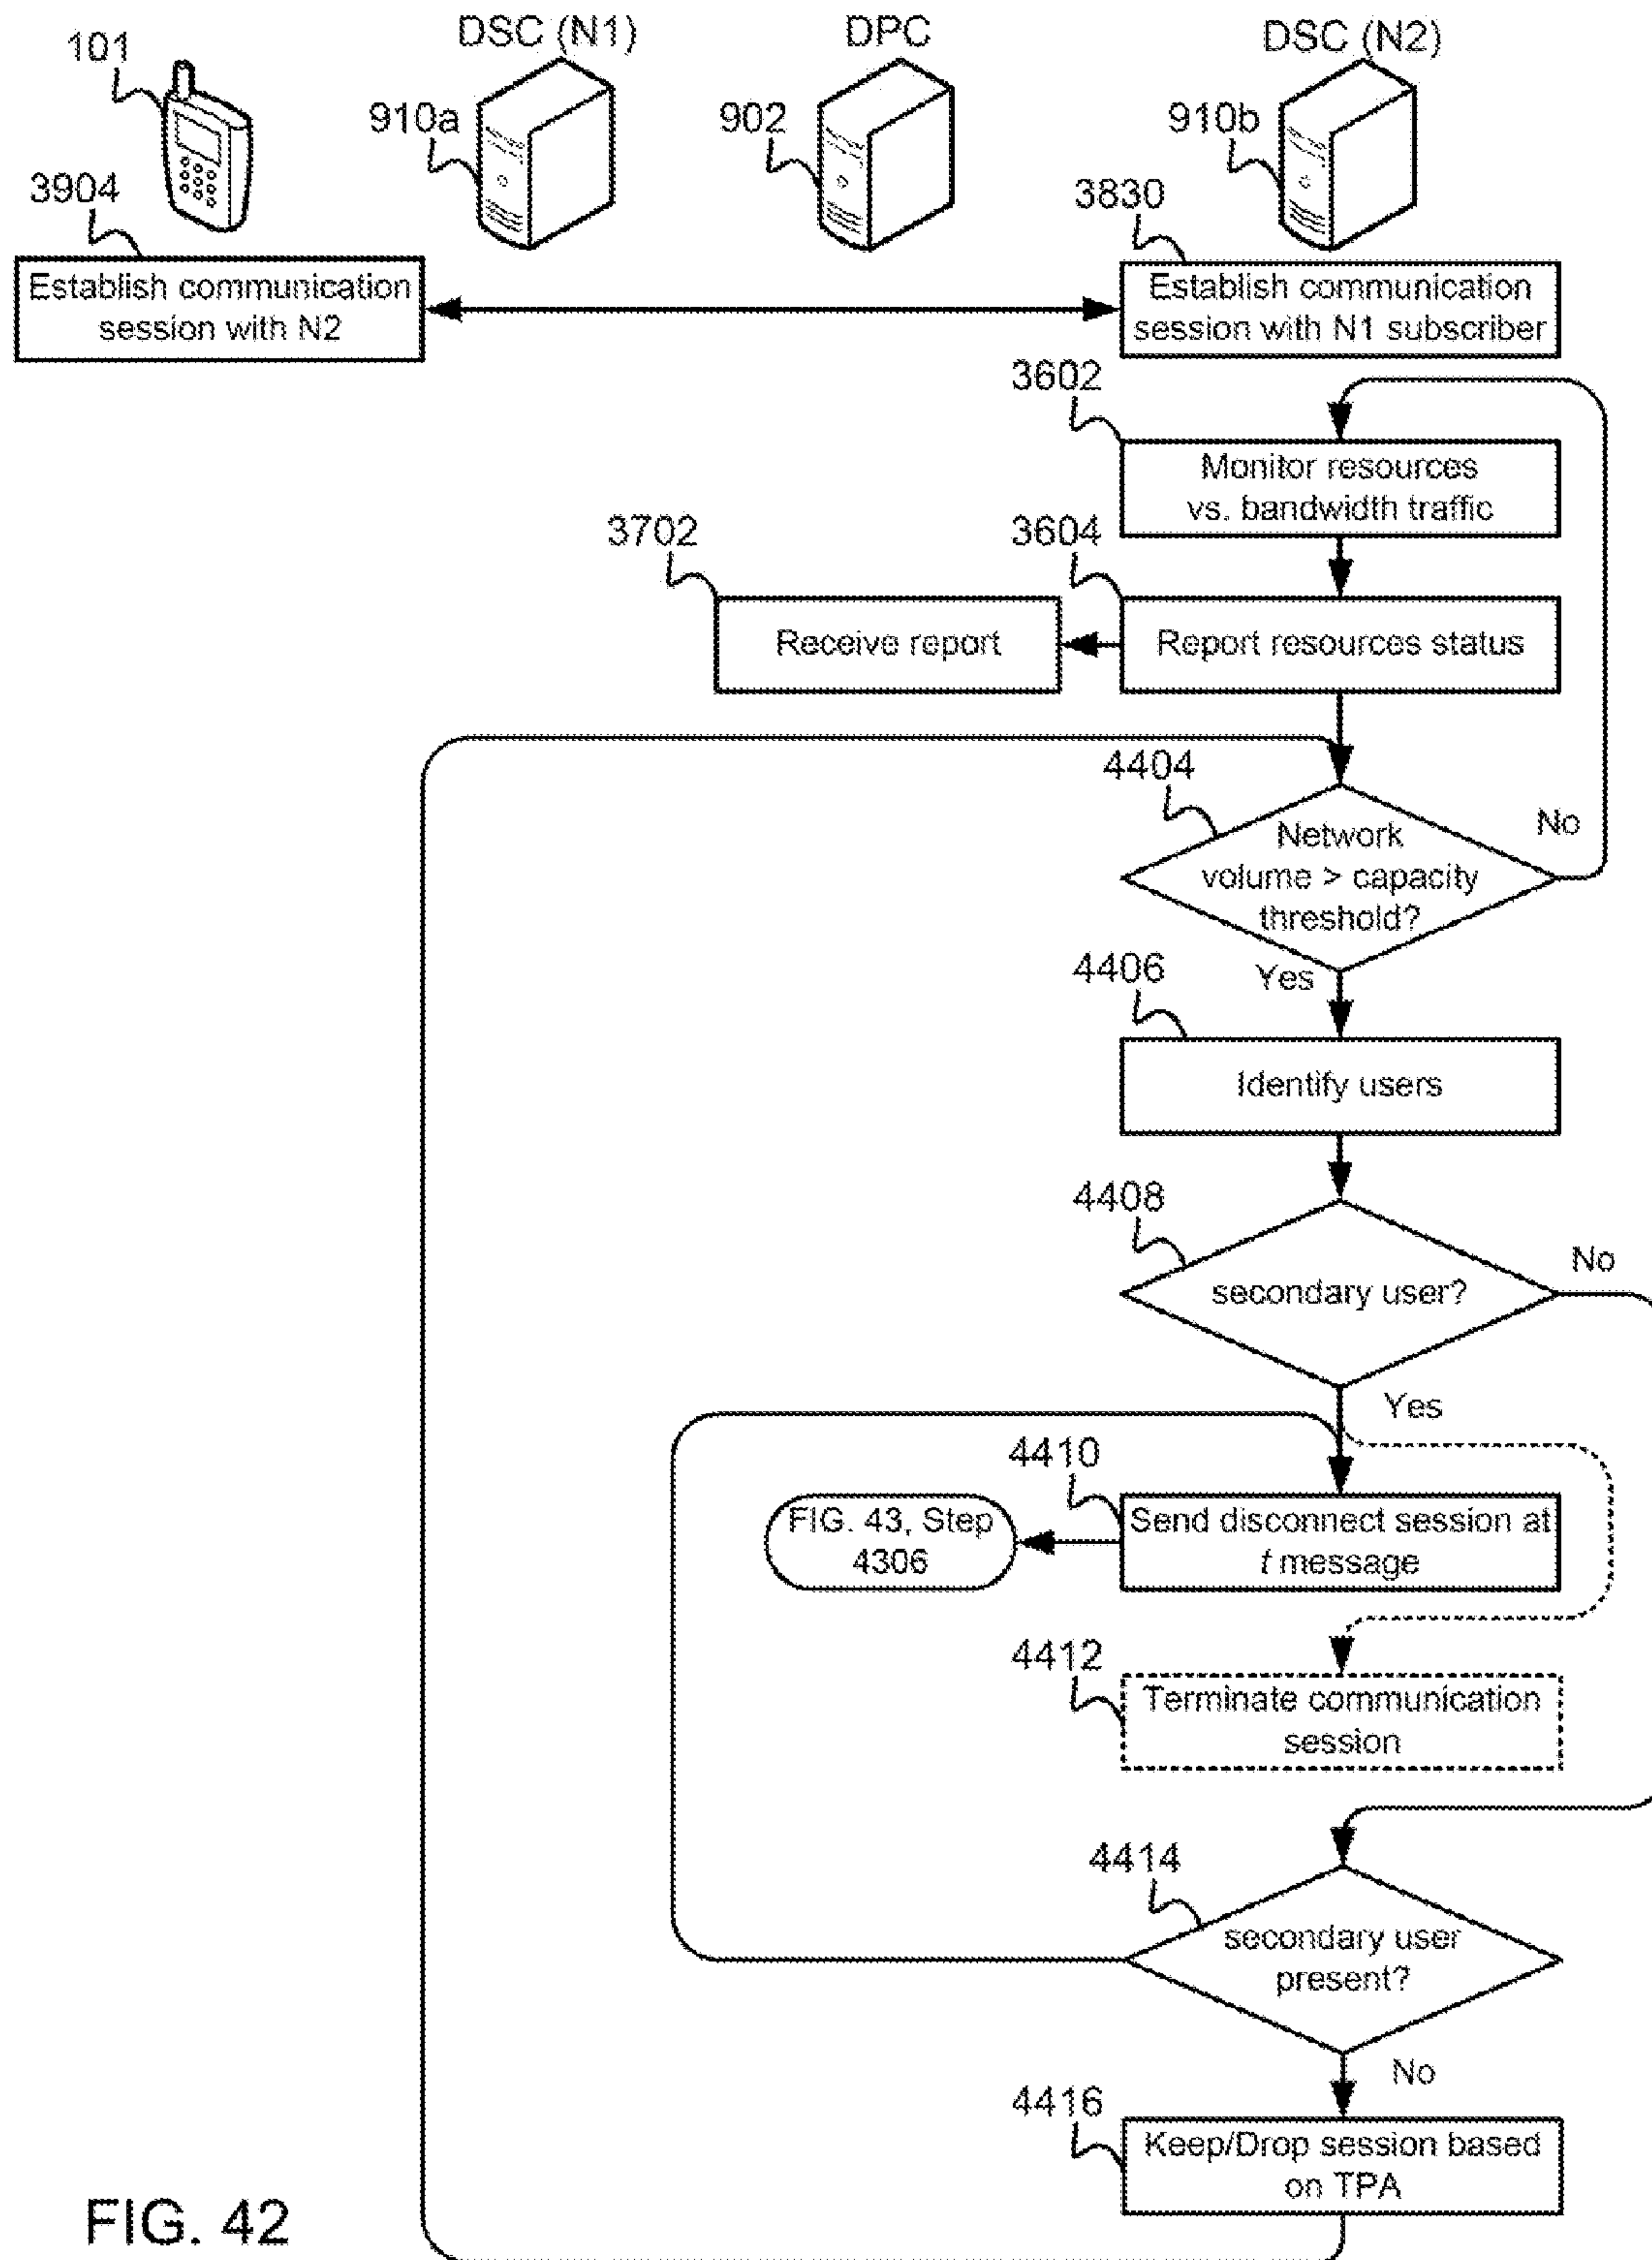 101
DSC (N1)
DPC
DSC (N2)
910a
902
910b
3904
3830
Establish communication
session with N2
Establish communication
session with N1 subscriber
3602
Monitor resources
vs. bandwidth traffic
3702
3604
Receive report
Report resources status
4404
Network
volume > capacity
threshold?
No
Yes
4406
Identify users
4408
secondary user?
No
Yes
4410
FIG. 43, Step
4306
Send disconnect session at
t message
4412
Terminate communication
session
4414
secondary user
present?
No
4416
Keep/Drop session based
on TPA
FIG. 42